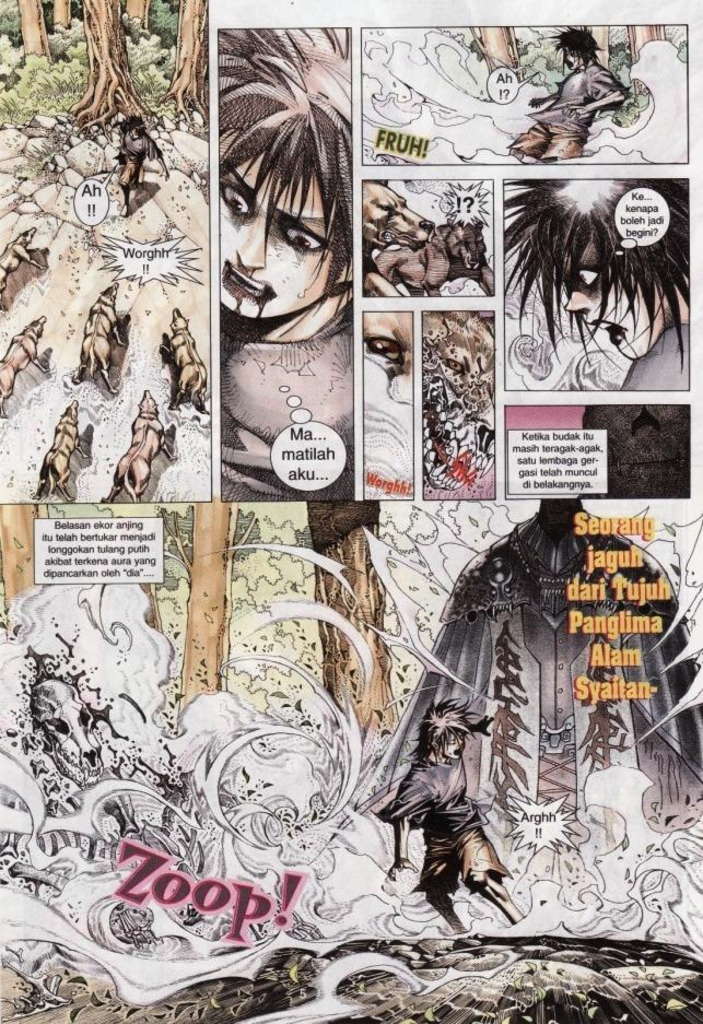 Ah
!!
Worghh
!!
Ma...
matilah
aku...
Ah
!?
FRUH!
!?
Worghh!
Ke...
kenapa
boleh jadi
begini?
Ketika budak itu
masih teragak-agak,
satu lembaga ger-
gasi telah muncul
di belakangnya.
Belasan ekor anjing
itu telah bertukar menjadi
longgokan tulang putih
akibat terkena aura yang
dipancarkan oleh "dia"....
Seorang
jaguh
dari Tujuh
Panglima
Alam
Syaitan-
Arghh
!!
Zoop!